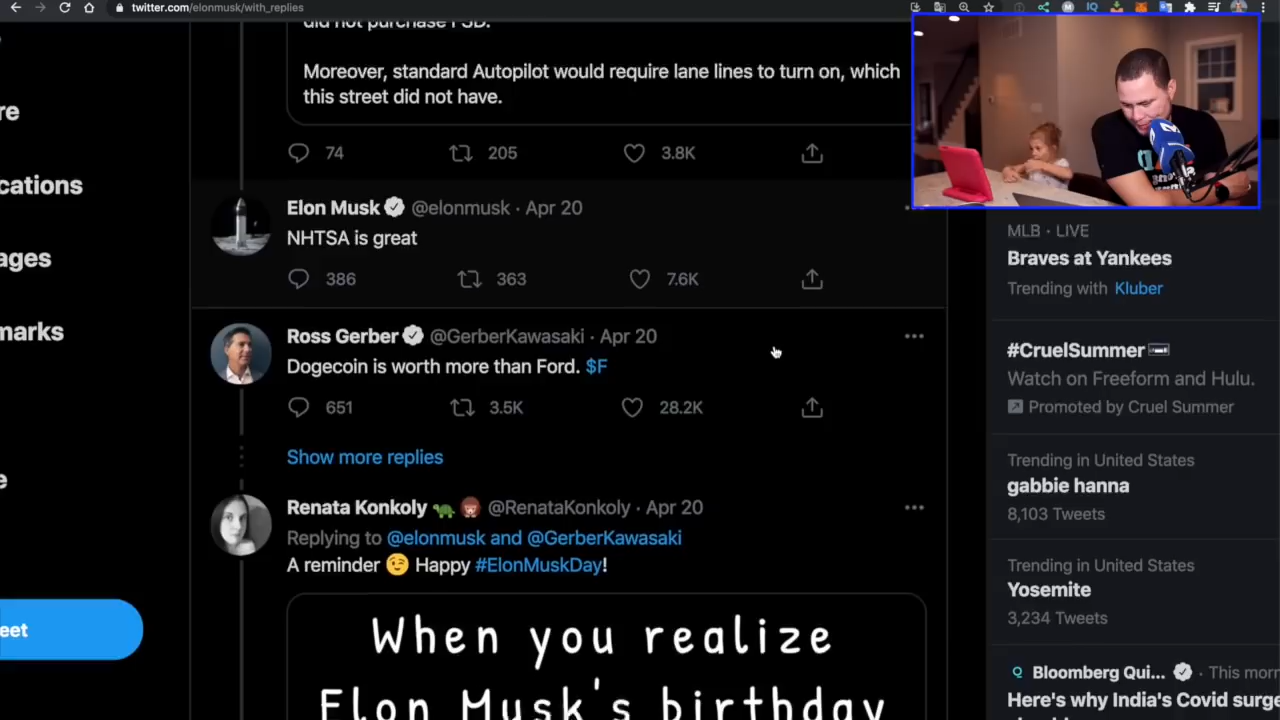 twitter.com/elonmusk/with_replies
did not purchase FSD.
Moreover, standard Autopilot would require lane lines to turn on, which
this street did not have.
74 205 3.8K
Elon Musk @elonmusk · Apr 20
NHTSA is great
386 363 7.6K
Ross Gerber @GerberKawasaki · Apr 20
Dogecoin is worth more than Ford. $F
651 3.5K 28.2K
Show more replies
Renata Konkoly 🐢 @RenataKonkoly · Apr 20
Replying to @elonmusk and @GerberKawasaki
A reminder 😉 Happy #ElonMuskDay!
When you realize
Elon Musk's birthday
re
cations
ages
marks
e
eet
MLB · LIVE
Braves at Yankees
Trending with Kluber
#CruelSummer
Watch on Freeform and Hulu.
Promoted by Cruel Summer
Trending in United States
gabbie hanna
8,103 Tweets
Trending in United States
Yosemite
3,234 Tweets
Bloomberg Qui... · This morn
Here's why India's Covid surge